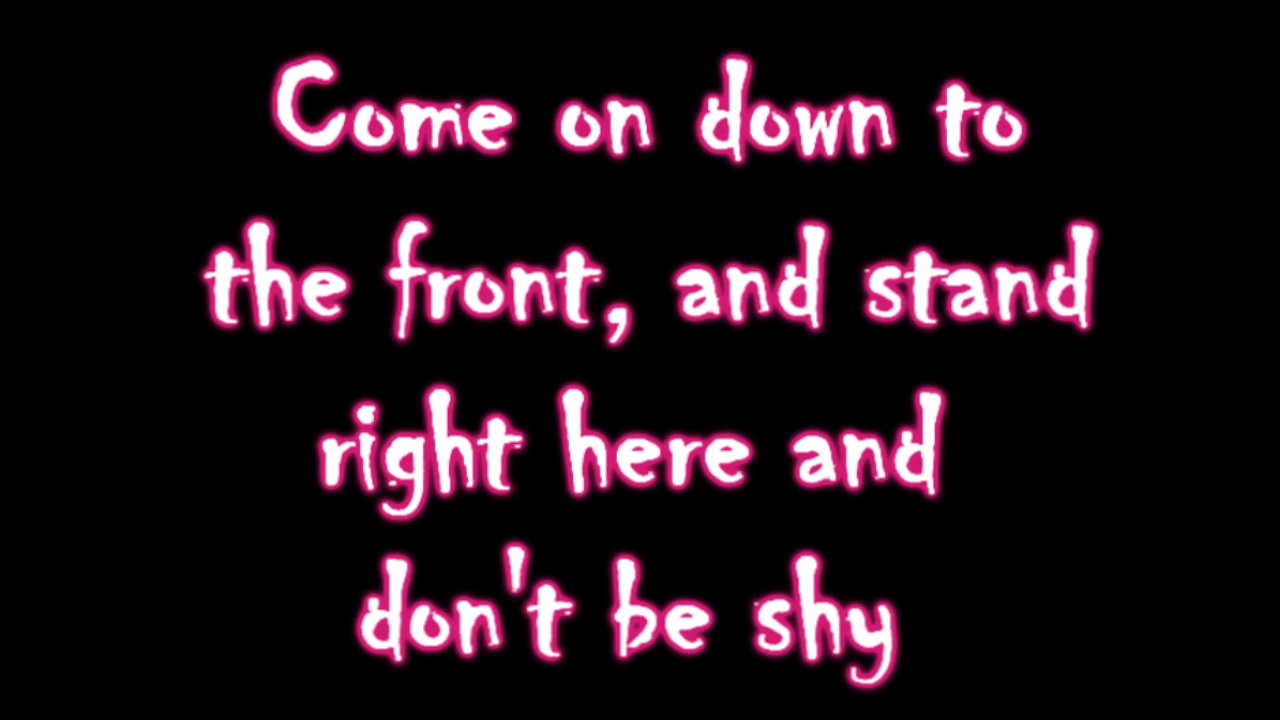 Come on down to
the front, and stand
right here and
don't be shy